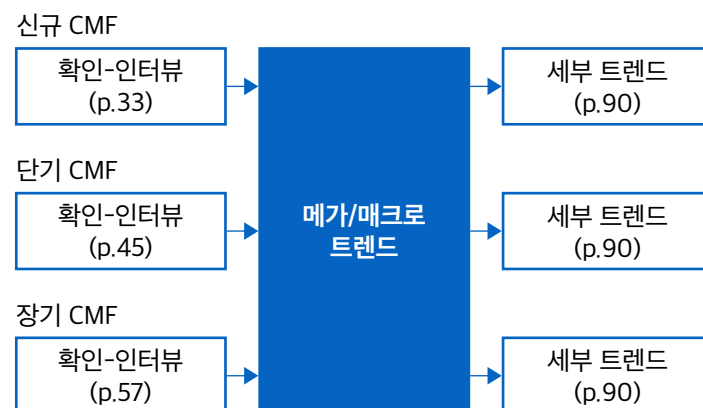 신규 CMF
확인-인터뷰
(p.33)
세부 트렌드
(p.90)
단기 CMF
확인-인터뷰
(p.45)
메가/매크로
트렌드
세부 트렌드
(p.90)
장기 CMF
확인-인터뷰
(p.57)
세부 트렌드
(p.90)